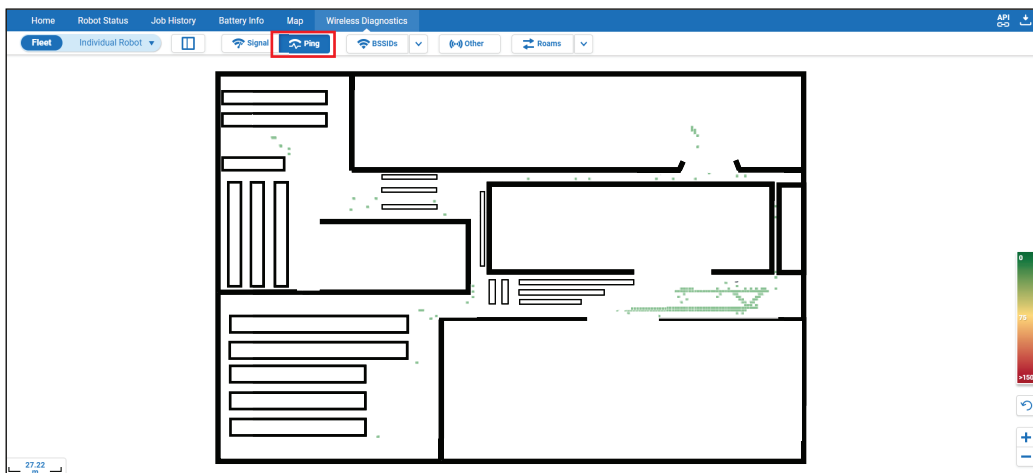 Home Robot Status Job History Battery Info Map Wireless Diagnostics API
Fleet Individual Robot Signal Ping BSSIDs Other Roams
0
75
>150
27.22
m